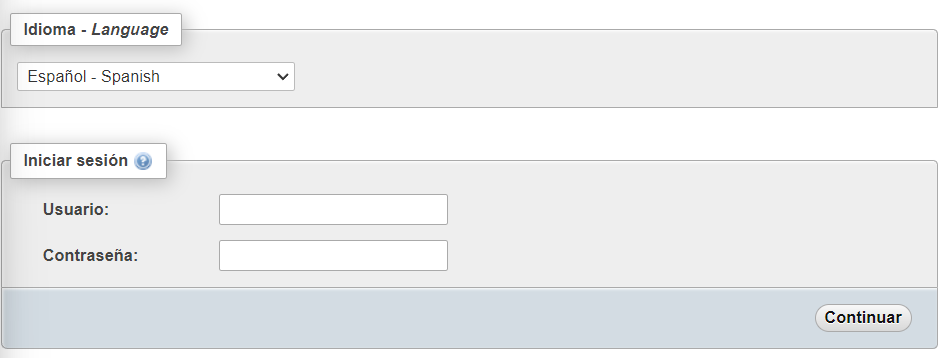 Idioma - Language
Español - Spanish
Iniciar sesión ?
Usuario:
Contraseña:
Continuar